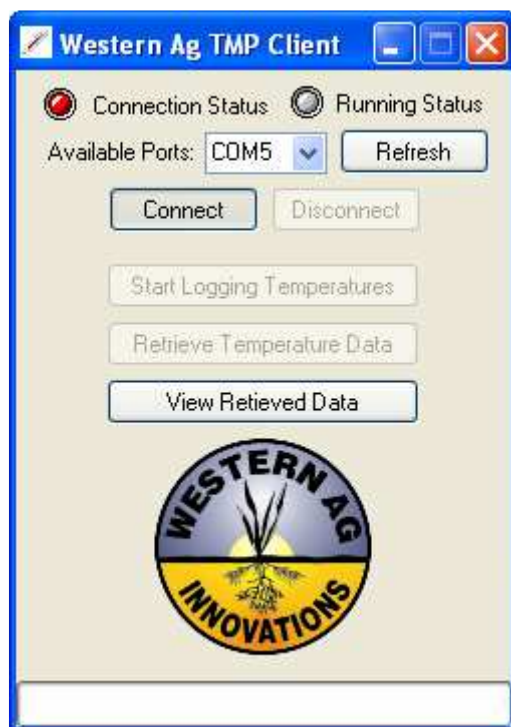 Western Ag TMP Client
Connection Status Running Status
Available Ports: COM5 Refresh
Connect Disconnect
Start Logging Temperatures
Retrieve Temperature Data
View Retieved Data
WESTERN AG
INNOVATIONS